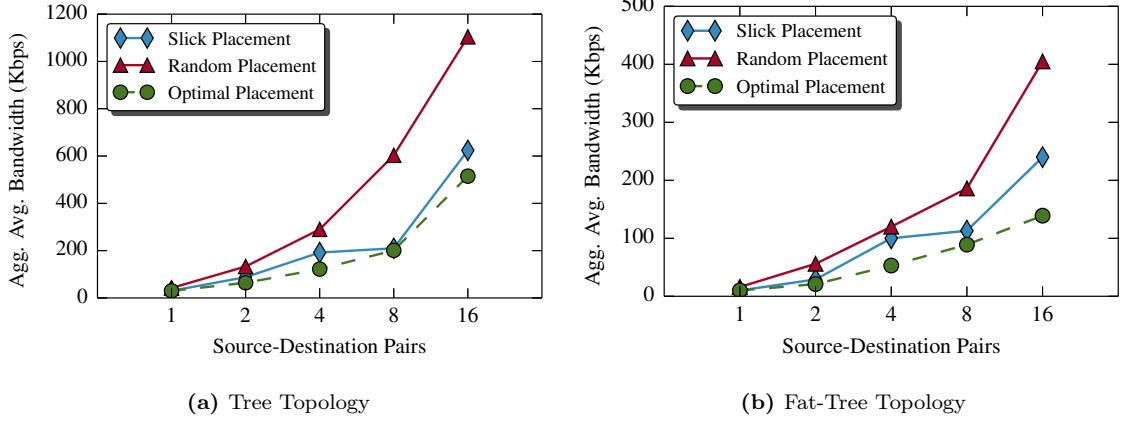 1200
1000
800
600
400
200
0
Agg. Avg. Bandwidth (Kbps)
Slick Placement
Random Placement
Optimal Placement
1 2 4 8 16
Source-Destination Pairs
(a) Tree Topology
500
400
300
200
100
0
Agg. Avg. Bandwidth (Kbps)
Slick Placement
Random Placement
Optimal Placement
1 2 4 8 16
Source-Destination Pairs
(b) Fat-Tree Topology